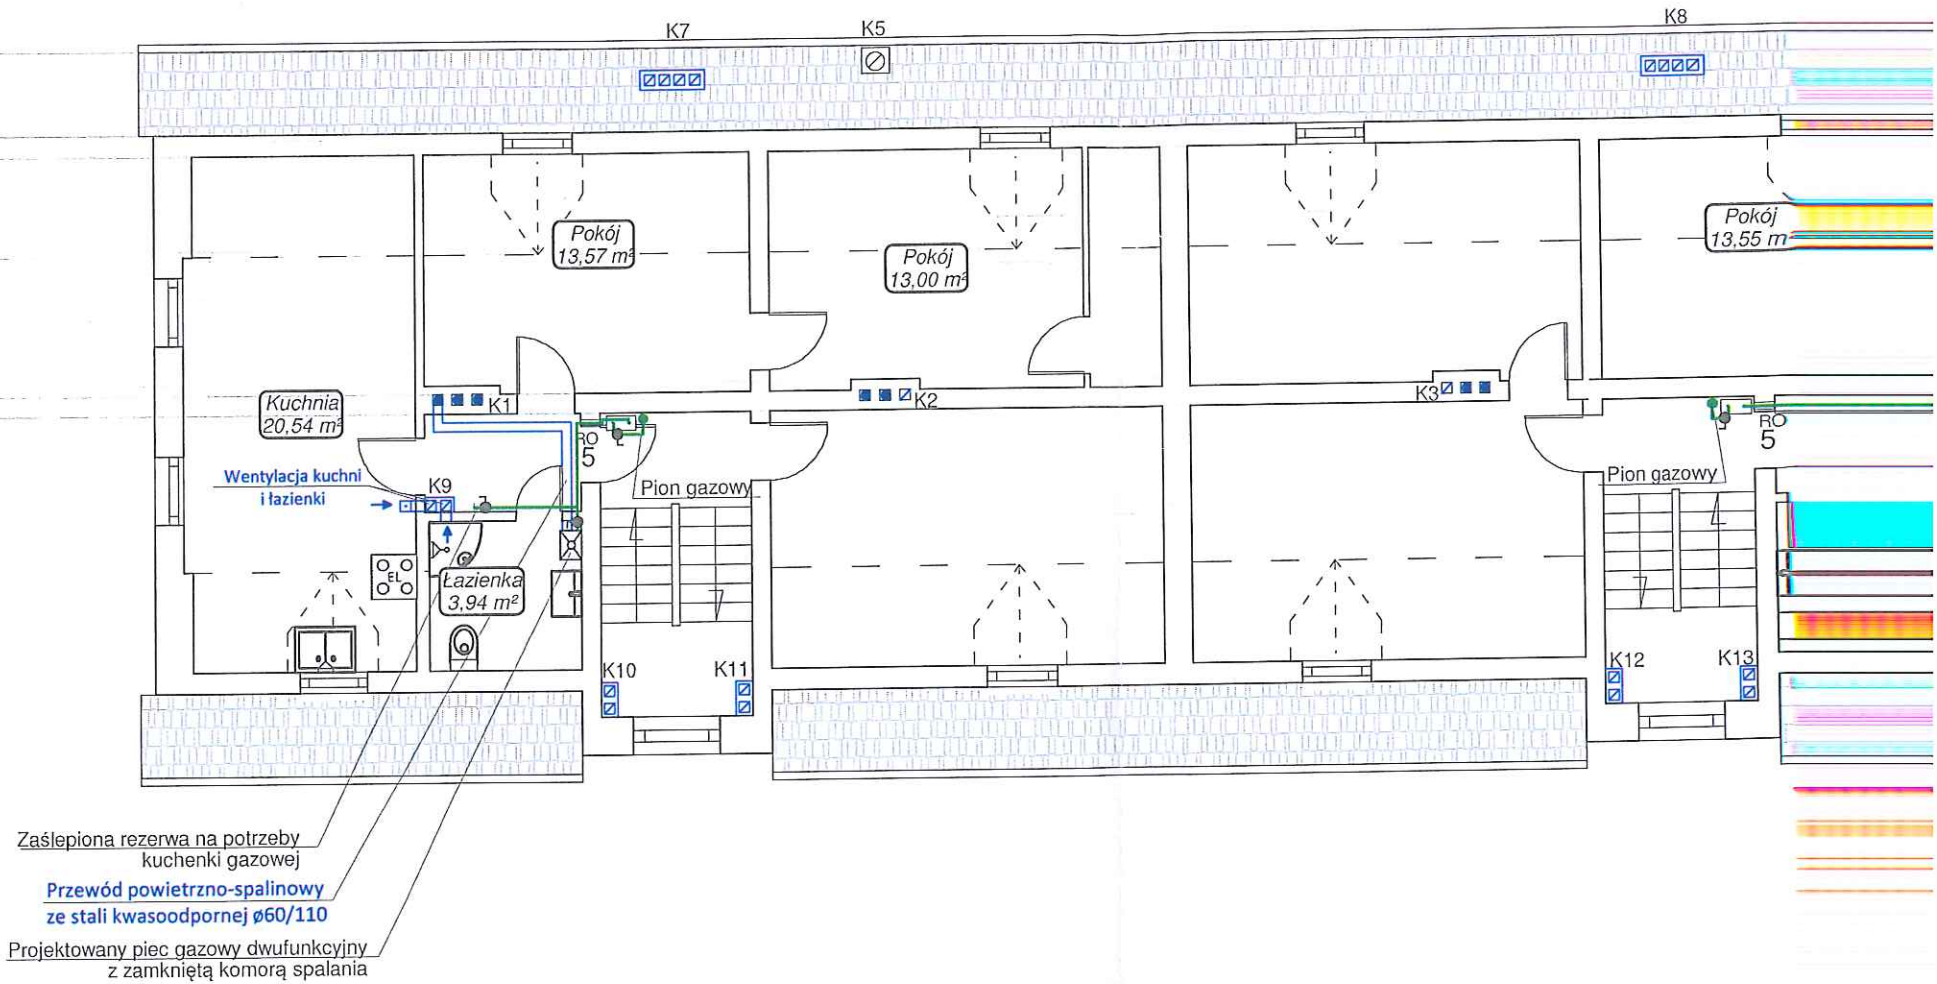 K7
K5
K8
Pokój
13,57 m²
Pokój
13,00 m²
Pokój
13,55 m
Kuchnia
20,54 m²
K1
K2
K3
RO
5
RO
5
Wentylacja kuchni
i łazienki
K9
Pion gazowy
Pion gazowy
EL
Łazienka
3,94 m²
K10
K11
K12
K13
Zaślepiona rezerwa na potrzeby
kuchenki gazowej
Przewód powietrzno-spalinowy
ze stali kwasoodpornej ø60/110
Projektowany piec gazowy dwufunkcyjny
z zamkniętą komorą spalania